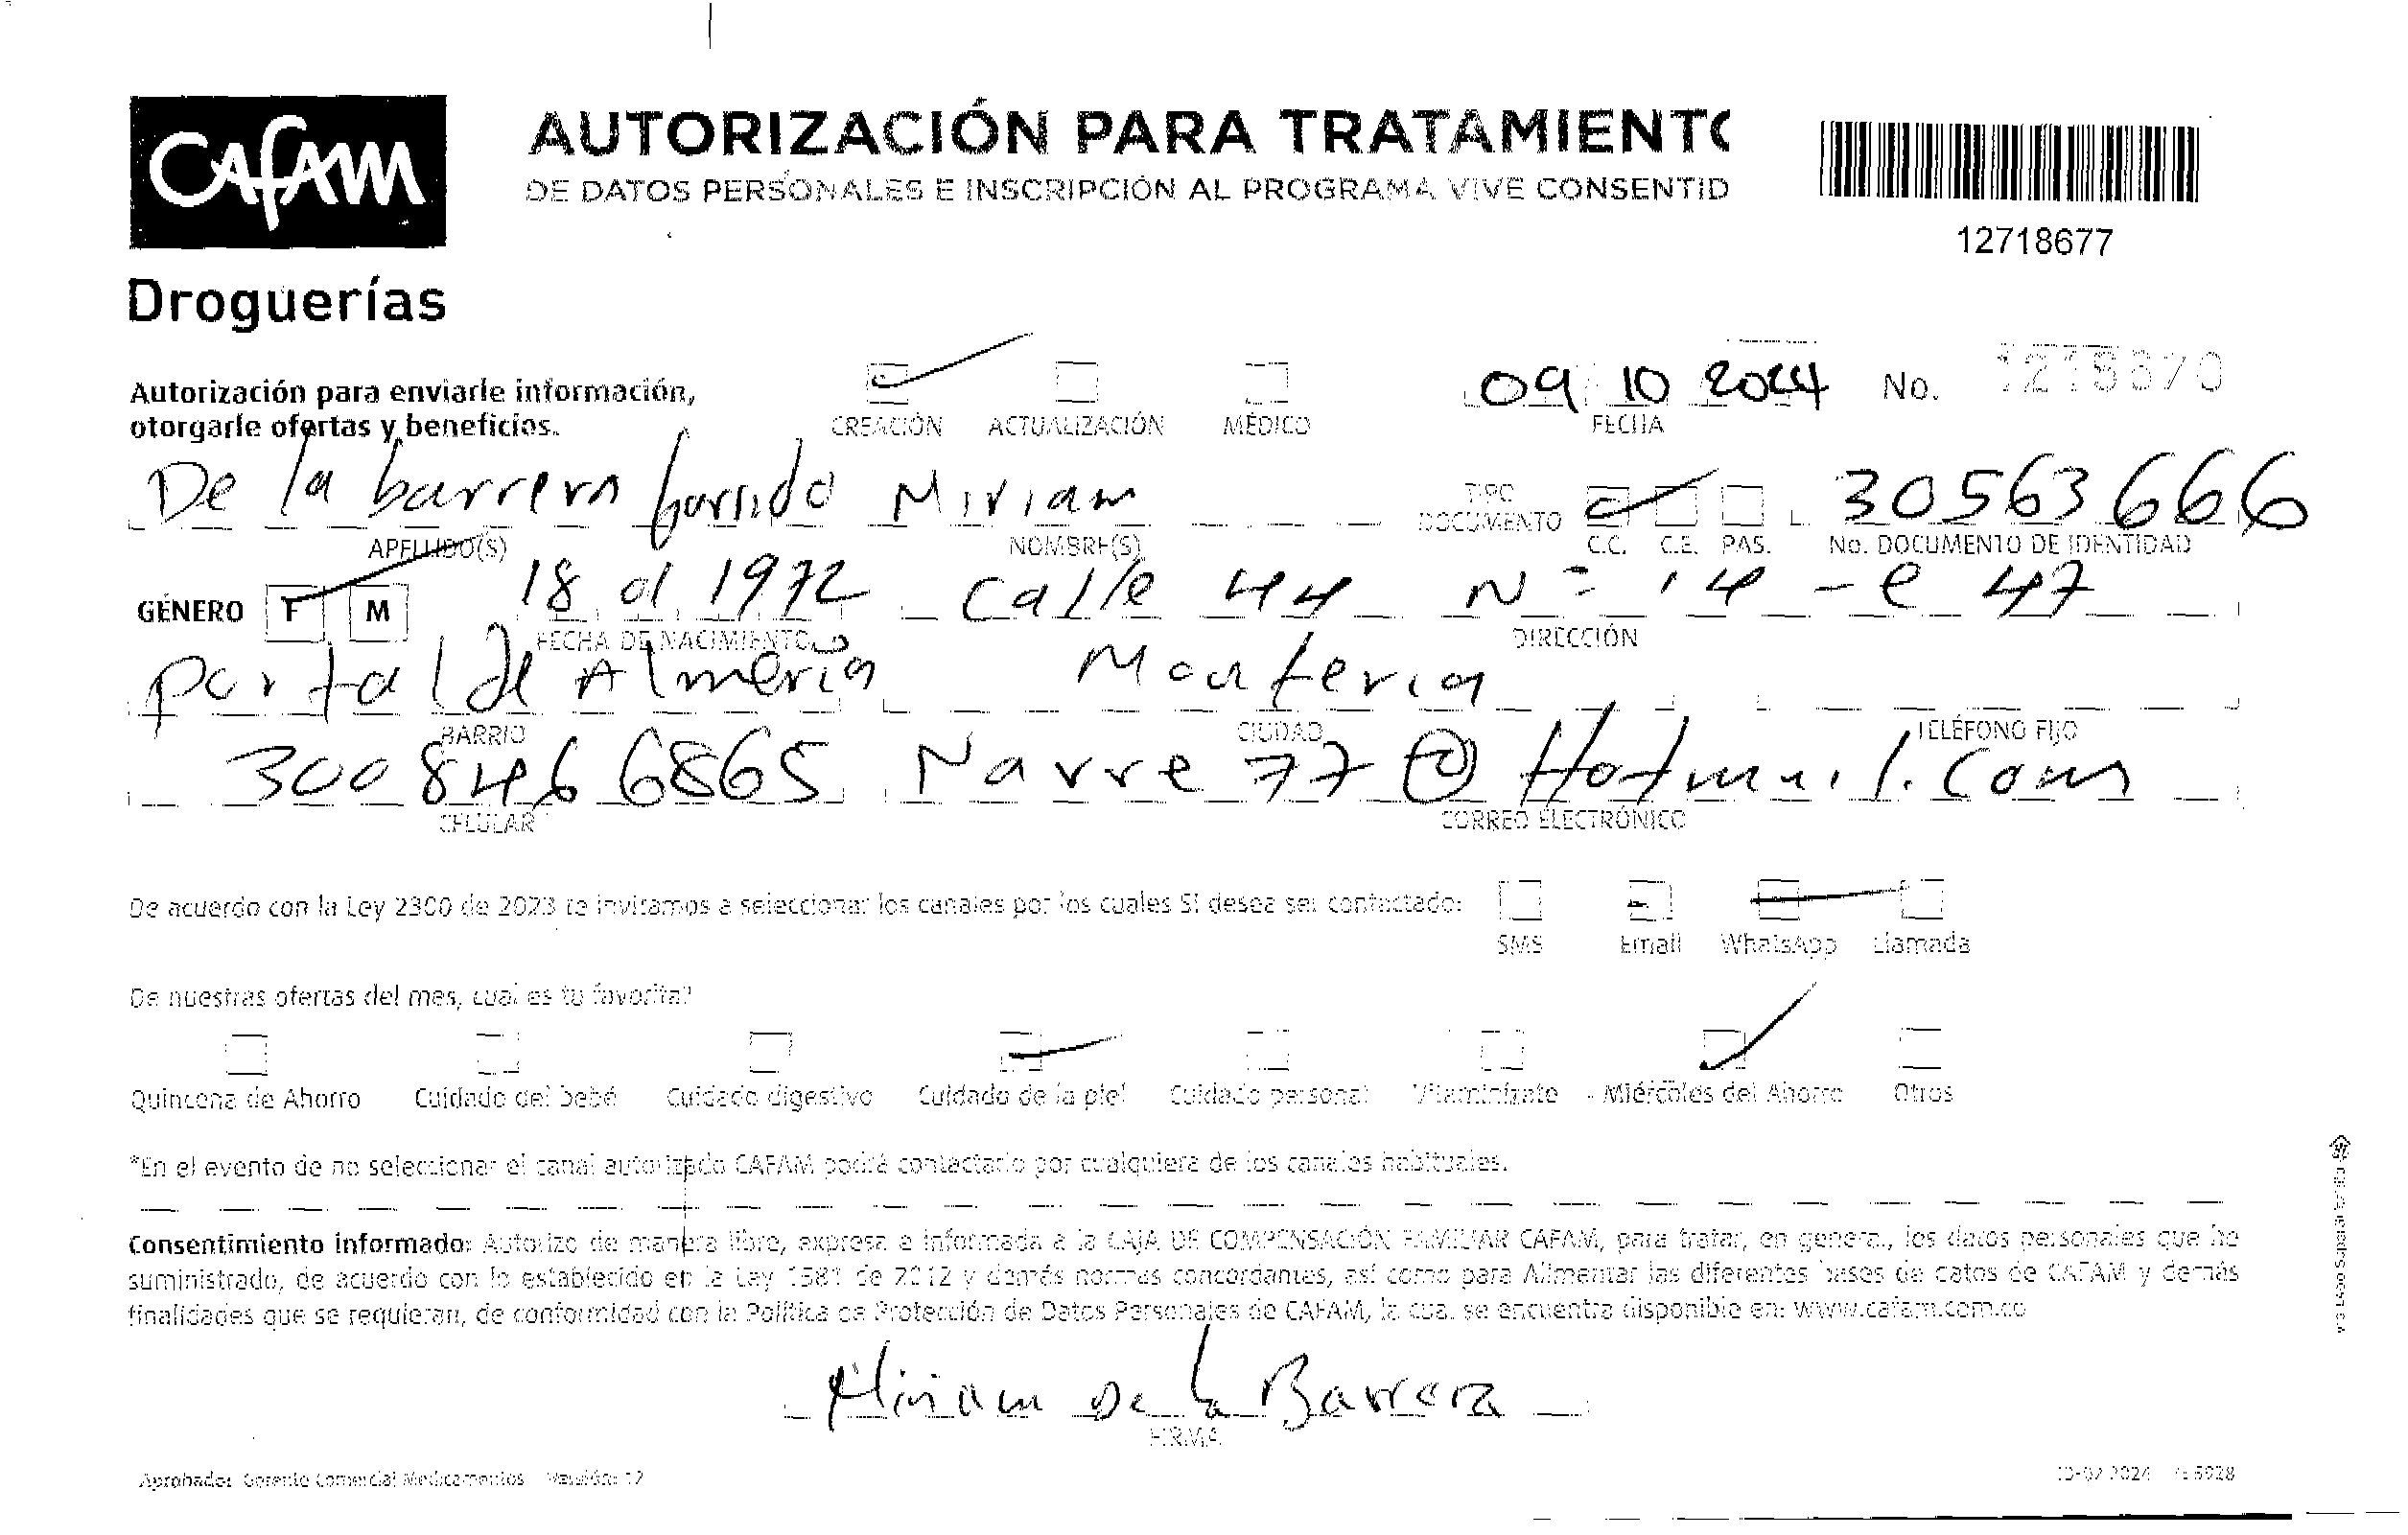 CAFAM
Droguerías
AUTORIZACIÓN PARA TRATAMIENTO
DE DATOS PERSONALES E INSCRIPCIÓN AL PROGRAMA VIVE CONSENTID
12718677
Autorización para enviarle información,
otorgarle ofertas y beneficios.
CREACIÓN ACTUALIZACIÓN MÉDICO
09 10 2024 No.
FECHA
De la barrera Garrido Miriam 30563666
APELLIDO(S) NOMBRE(S) TIPO DOCUMENTO C.C. C.E. PAS. No. DOCUMENTO DE IDENTIDAD
GÉNERO F M 18 01 1972 Calle 44 N= 14 - e 47
FECHA DE NACIMIENTO DIRECCIÓN
Portal De Almeria Monteria
BARRIO CIUDAD TELÉFONO FIJO
300 846 6865 Navre 77@Hotmail.Com
CELULAR CORREO ELECTRÓNICO
De acuerdo con la Ley 2300 de 2023 te invitamos a seleccionar los canales por los cuales SI desea ser contactado:
SMS Email WhatsApp Llamada
De nuestras ofertas del mes, cual es tu favorita?
Quincena de Ahorro Cuidado del bebé Cuidado digestivo Cuidado de la piel Cuidado personal Vitamínizate Miércoles del Ahorro Otros
*En el evento de no seleccionar el canal autorizado CAFAM podrá contactarlo por cualquiera de los canales habituales.
Consentimiento informado: Autorizo de manera libre, expresa e informada a la CAJA DE COMPENSACIÓN FAMILIAR CAFAM, para tratar, en general, los datos personales que he
suministrado, de acuerdo con lo establecido en la Ley 1581 de 2012 y demás normas concordantes, así como para Alimentar las diferentes bases de datos de CAFAM y demás
finalidades que se requieran, de conformidad con la Política de Protección de Datos Personales de CAFAM, la cual se encuentra disponible en: www.cafam.com.co
Miriam De la Barrera
FIRMA
Aprobado: Gerente Comercial Medicamentos Versión: 12